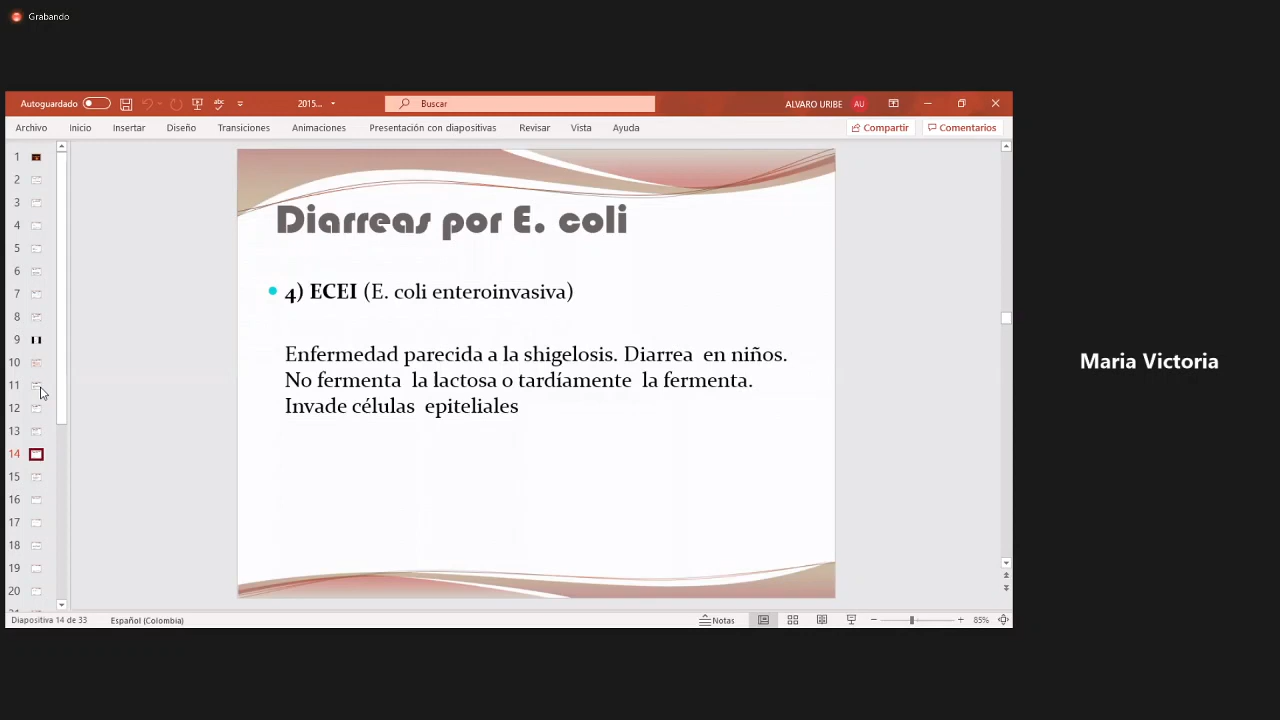 Grabando
Autoguardado
abc
2015...
Buscar
ALVARO URIBE
AU
Archivo
Inicio
Insertar
Diseño
Transiciones
Animaciones
Presentación con diapositivas
Revisar
Vista
Ayuda
Compartir
Comentarios
1
2
3
4
5
6
7
8
9
10
11
12
13
14
15
16
17
18
19
20
Diarreas por E. coli
4) ECEI (E. coli enteroinvasiva)
Enfermedad parecida a la shigelosis. Diarrea en niños.
No fermenta la lactosa o tardíamente la fermenta.
Invade células epiteliales
Maria Victoria
Diapositiva 14 de 33
Español (Colombia)
Notas
85%